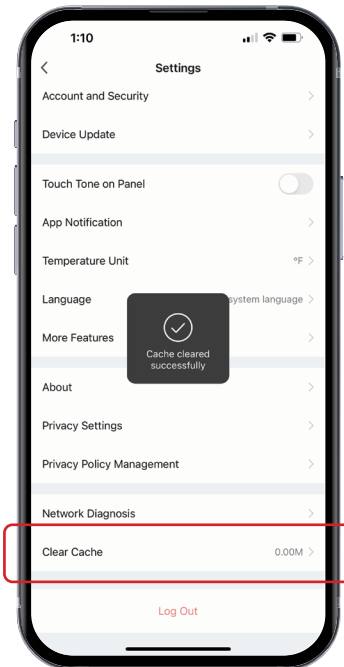 1:10
Settings
Account and Security
Device Update
Touch Tone on Panel
App Notification
Temperature Unit °F
Language system language
More Features
Cache cleared
successfully
About
Privacy Settings
Privacy Policy Management
Network Diagnosis
Clear Cache 0.00M
Log Out